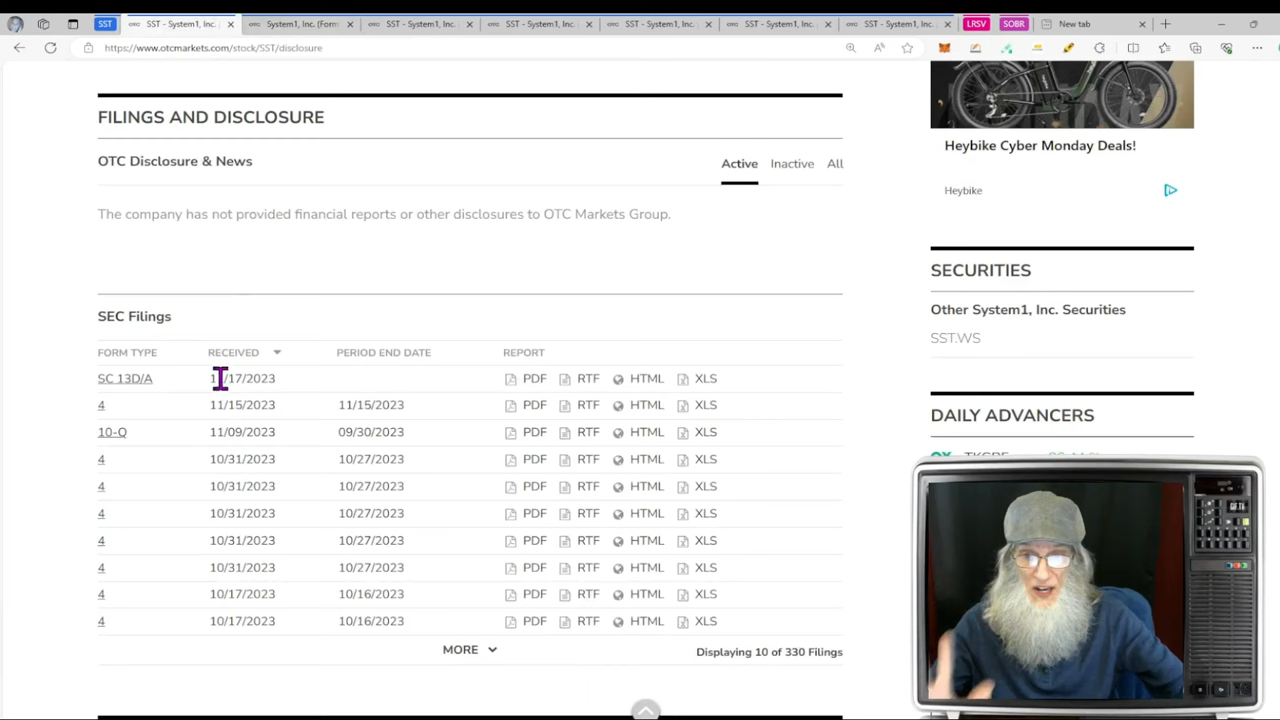 SST
SST - System1, Inc.
System1, Inc. (Form
SST - System1, Inc.
SST - System1, Inc.
SST - System1, Inc.
SST - System1, Inc.
SST - System1, Inc.
LRSV
SOBR
New tab
https://www.otcmarkets.com/stock/SST/disclosure
FILINGS AND DISCLOSURE
OTC Disclosure & News
Active Inactive All
The company has not provided financial reports or other disclosures to OTC Markets Group.
SEC Filings
FORM TYPE RECEIVED PERIOD END DATE REPORT
SC 13D/A 11/17/2023 PDF RTF HTML XLS
4 11/15/2023 11/15/2023 PDF RTF HTML XLS
10-Q 11/09/2023 09/30/2023 PDF RTF HTML XLS
4 10/31/2023 10/27/2023 PDF RTF HTML XLS
4 10/31/2023 10/27/2023 PDF RTF HTML XLS
4 10/31/2023 10/27/2023 PDF RTF HTML XLS
4 10/31/2023 10/27/2023 PDF RTF HTML XLS
4 10/31/2023 10/27/2023 PDF RTF HTML XLS
4 10/17/2023 10/16/2023 PDF RTF HTML XLS
4 10/17/2023 10/16/2023 PDF RTF HTML XLS
MORE
Displaying 10 of 330 Filings
Heybike Cyber Monday Deals!
Heybike
SECURITIES
Other System1, Inc. Securities
SST.WS
DAILY ADVANCERS